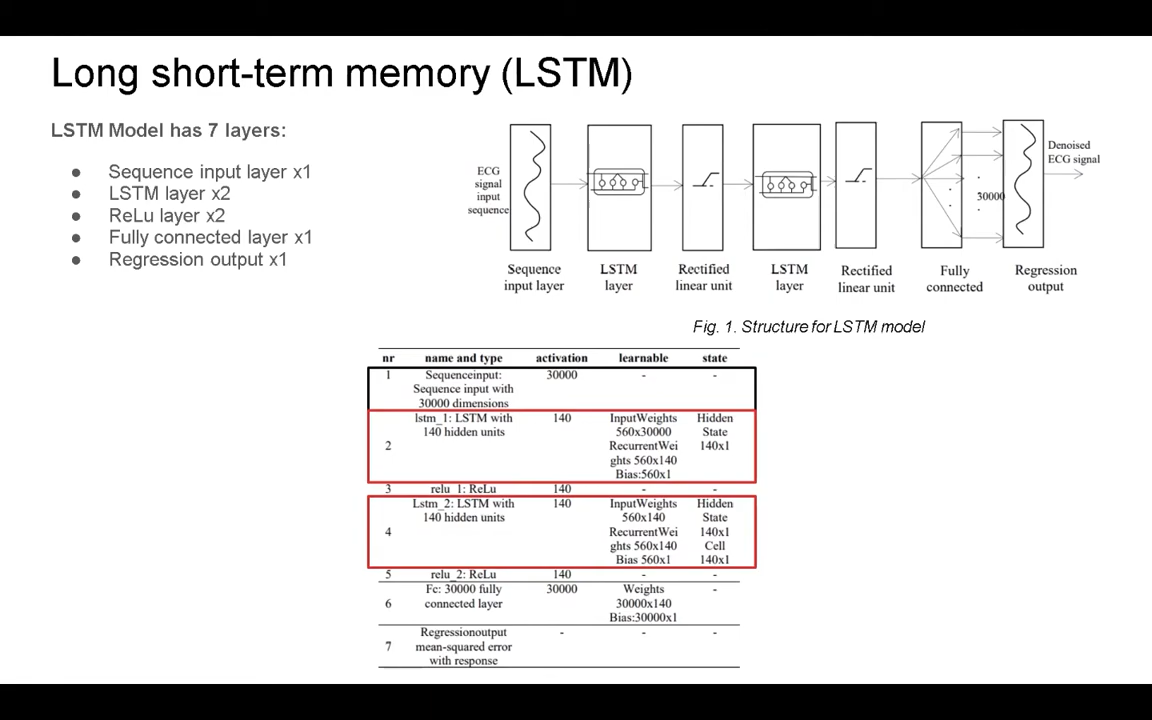 Long short-term memory (LSTM)
LSTM Model has 7 layers:
● Sequence input layer x1
● LSTM layer x2
● ReLu layer x2
● Fully connected layer x1
● Regression output x1
ECG
signal
input
sequence
30000
Denoised
ECG signal
Sequence
input layer
LSTM
layer
Rectified
linear unit
LSTM
layer
Rectified
linear unit
Fully
connected
Regression
output
Fig. 1. Structure for LSTM model
nr name and type activation learnable state
1 Sequenceinput: 30000 - -
Sequence input with
30000 dimensions
lstm_1: LSTM with 140 InputWeights Hidden
140 hidden units 560x30000 State
2 RecurrentWei 140x1
ghts 560x140
Bias:560x1
3 relu_1: ReLu 140 - -
Lstm_2: LSTM with 140 InputWeights Hidden
140 hidden units 560x140 State
4 RecurrentWei 140x1
ghts 560x140 Cell
Bias 560x1 140x1
5 relu_2: ReLu 140 - -
Fc: 30000 fully 30000 Weights -
6 connected layer 30000x140
Bias:30000x1
Regressionoutput - - -
7 mean-squared error
with response